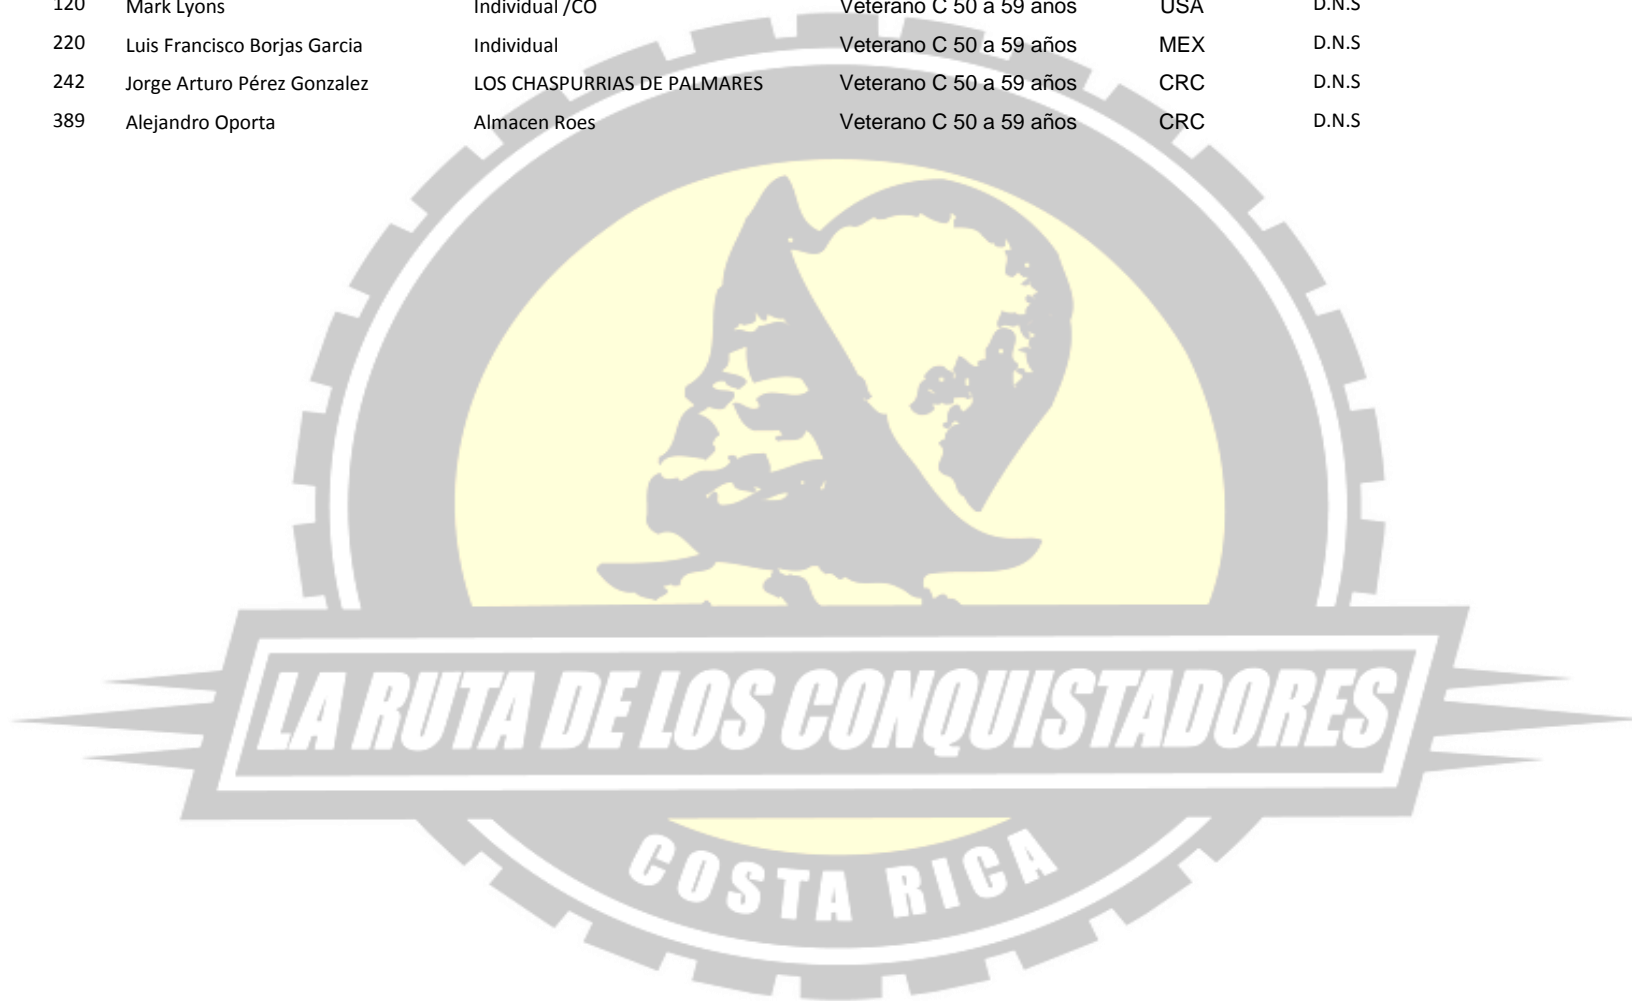 120 Mark Lyons Individual /CO Veterano C 50 a 59 años USA D.N.S
220 Luis Francisco Borjas Garcia Individual Veterano C 50 a 59 años MEX D.N.S
242 Jorge Arturo Pérez Gonzalez LOS CHASPURRIAS DE PALMARES Veterano C 50 a 59 años CRC D.N.S
389 Alejandro Oporta Almacen Roes Veterano C 50 a 59 años CRC D.N.S
LA RUTA DE LOS CONQUISTADORES
COSTA RICA